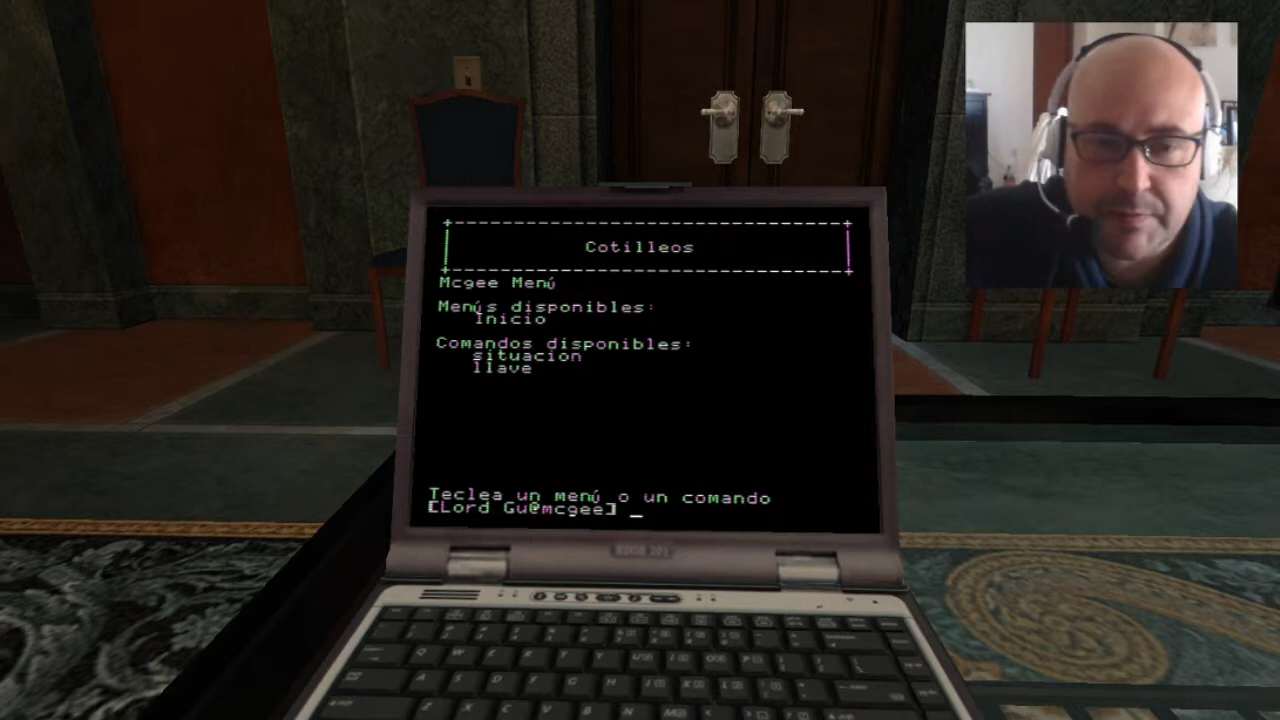 Cotilleos
Mcgee Menú
Menús disponibles:
Inicio
Comandos disponibles:
situacion
llave
Teclea un menú o un comando
[Lord Gu@mcgee] _